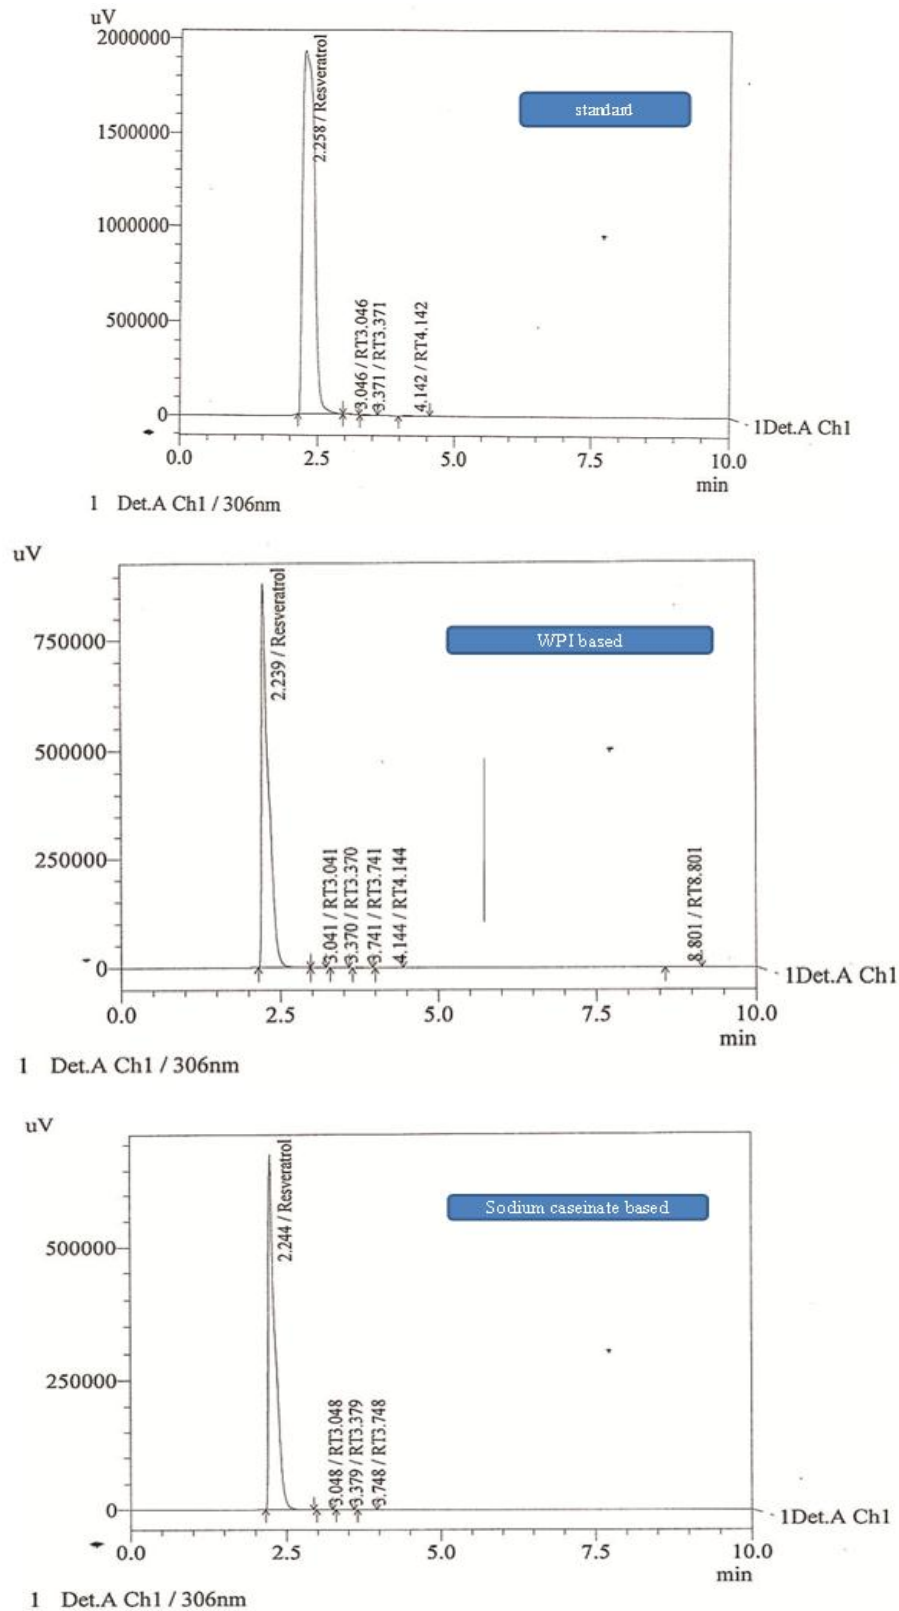 uV
2000000
1500000
1000000
500000
0
2.258 / Resveratrol
3.046 / RT3.046
3.371 / RT3.371
4.142 / RT4.142
standard
1Det.A Ch1
0.0 2.5 5.0 7.5 10.0
min
1 Det.A Ch1 / 306nm
uV
750000
500000
250000
0
2.239 / Resveratrol
3.041 / RT3.041
3.370 / RT3.370
3.741 / RT3.741
4.144 / RT4.144
8.801 / RT8.801
WPI based
1Det.A Ch1
0.0 2.5 5.0 7.5 10.0
min
1 Det.A Ch1 / 306nm
uV
500000
250000
0
2.244 / Resveratrol
3.048 / RT3.048
3.379 / RT3.379
3.748 / RT3.748
Sodium caseinate based
1Det.A Ch1
0.0 2.5 5.0 7.5 10.0
min
1 Det.A Ch1 / 306nm